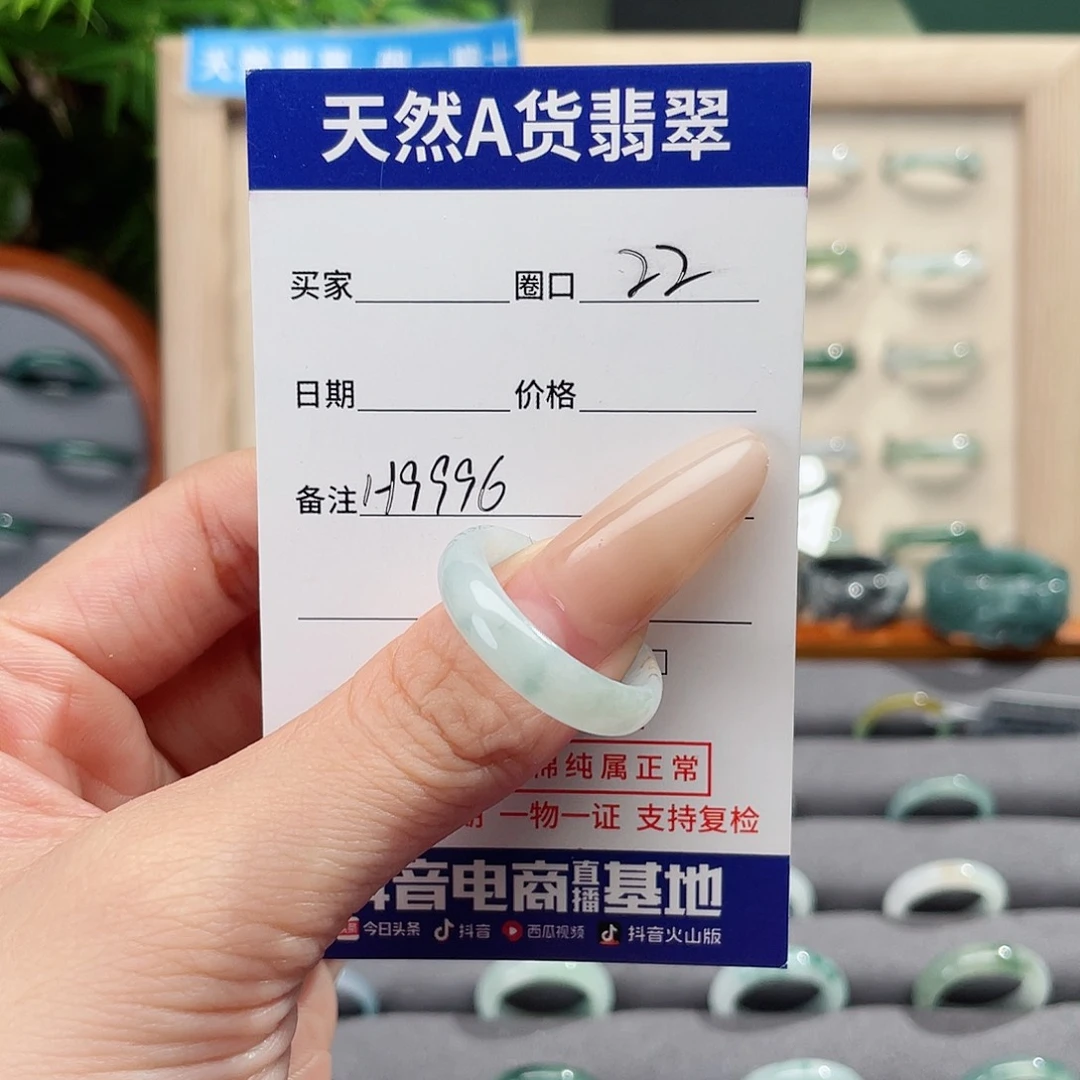 天然A货翡翠
买家 圈口 22
日期 价格
备注 H9996
棉纯属正常
一物一证 支持复检
抖音电商直播基地
今日头条 抖音 西瓜视频 抖音火山版